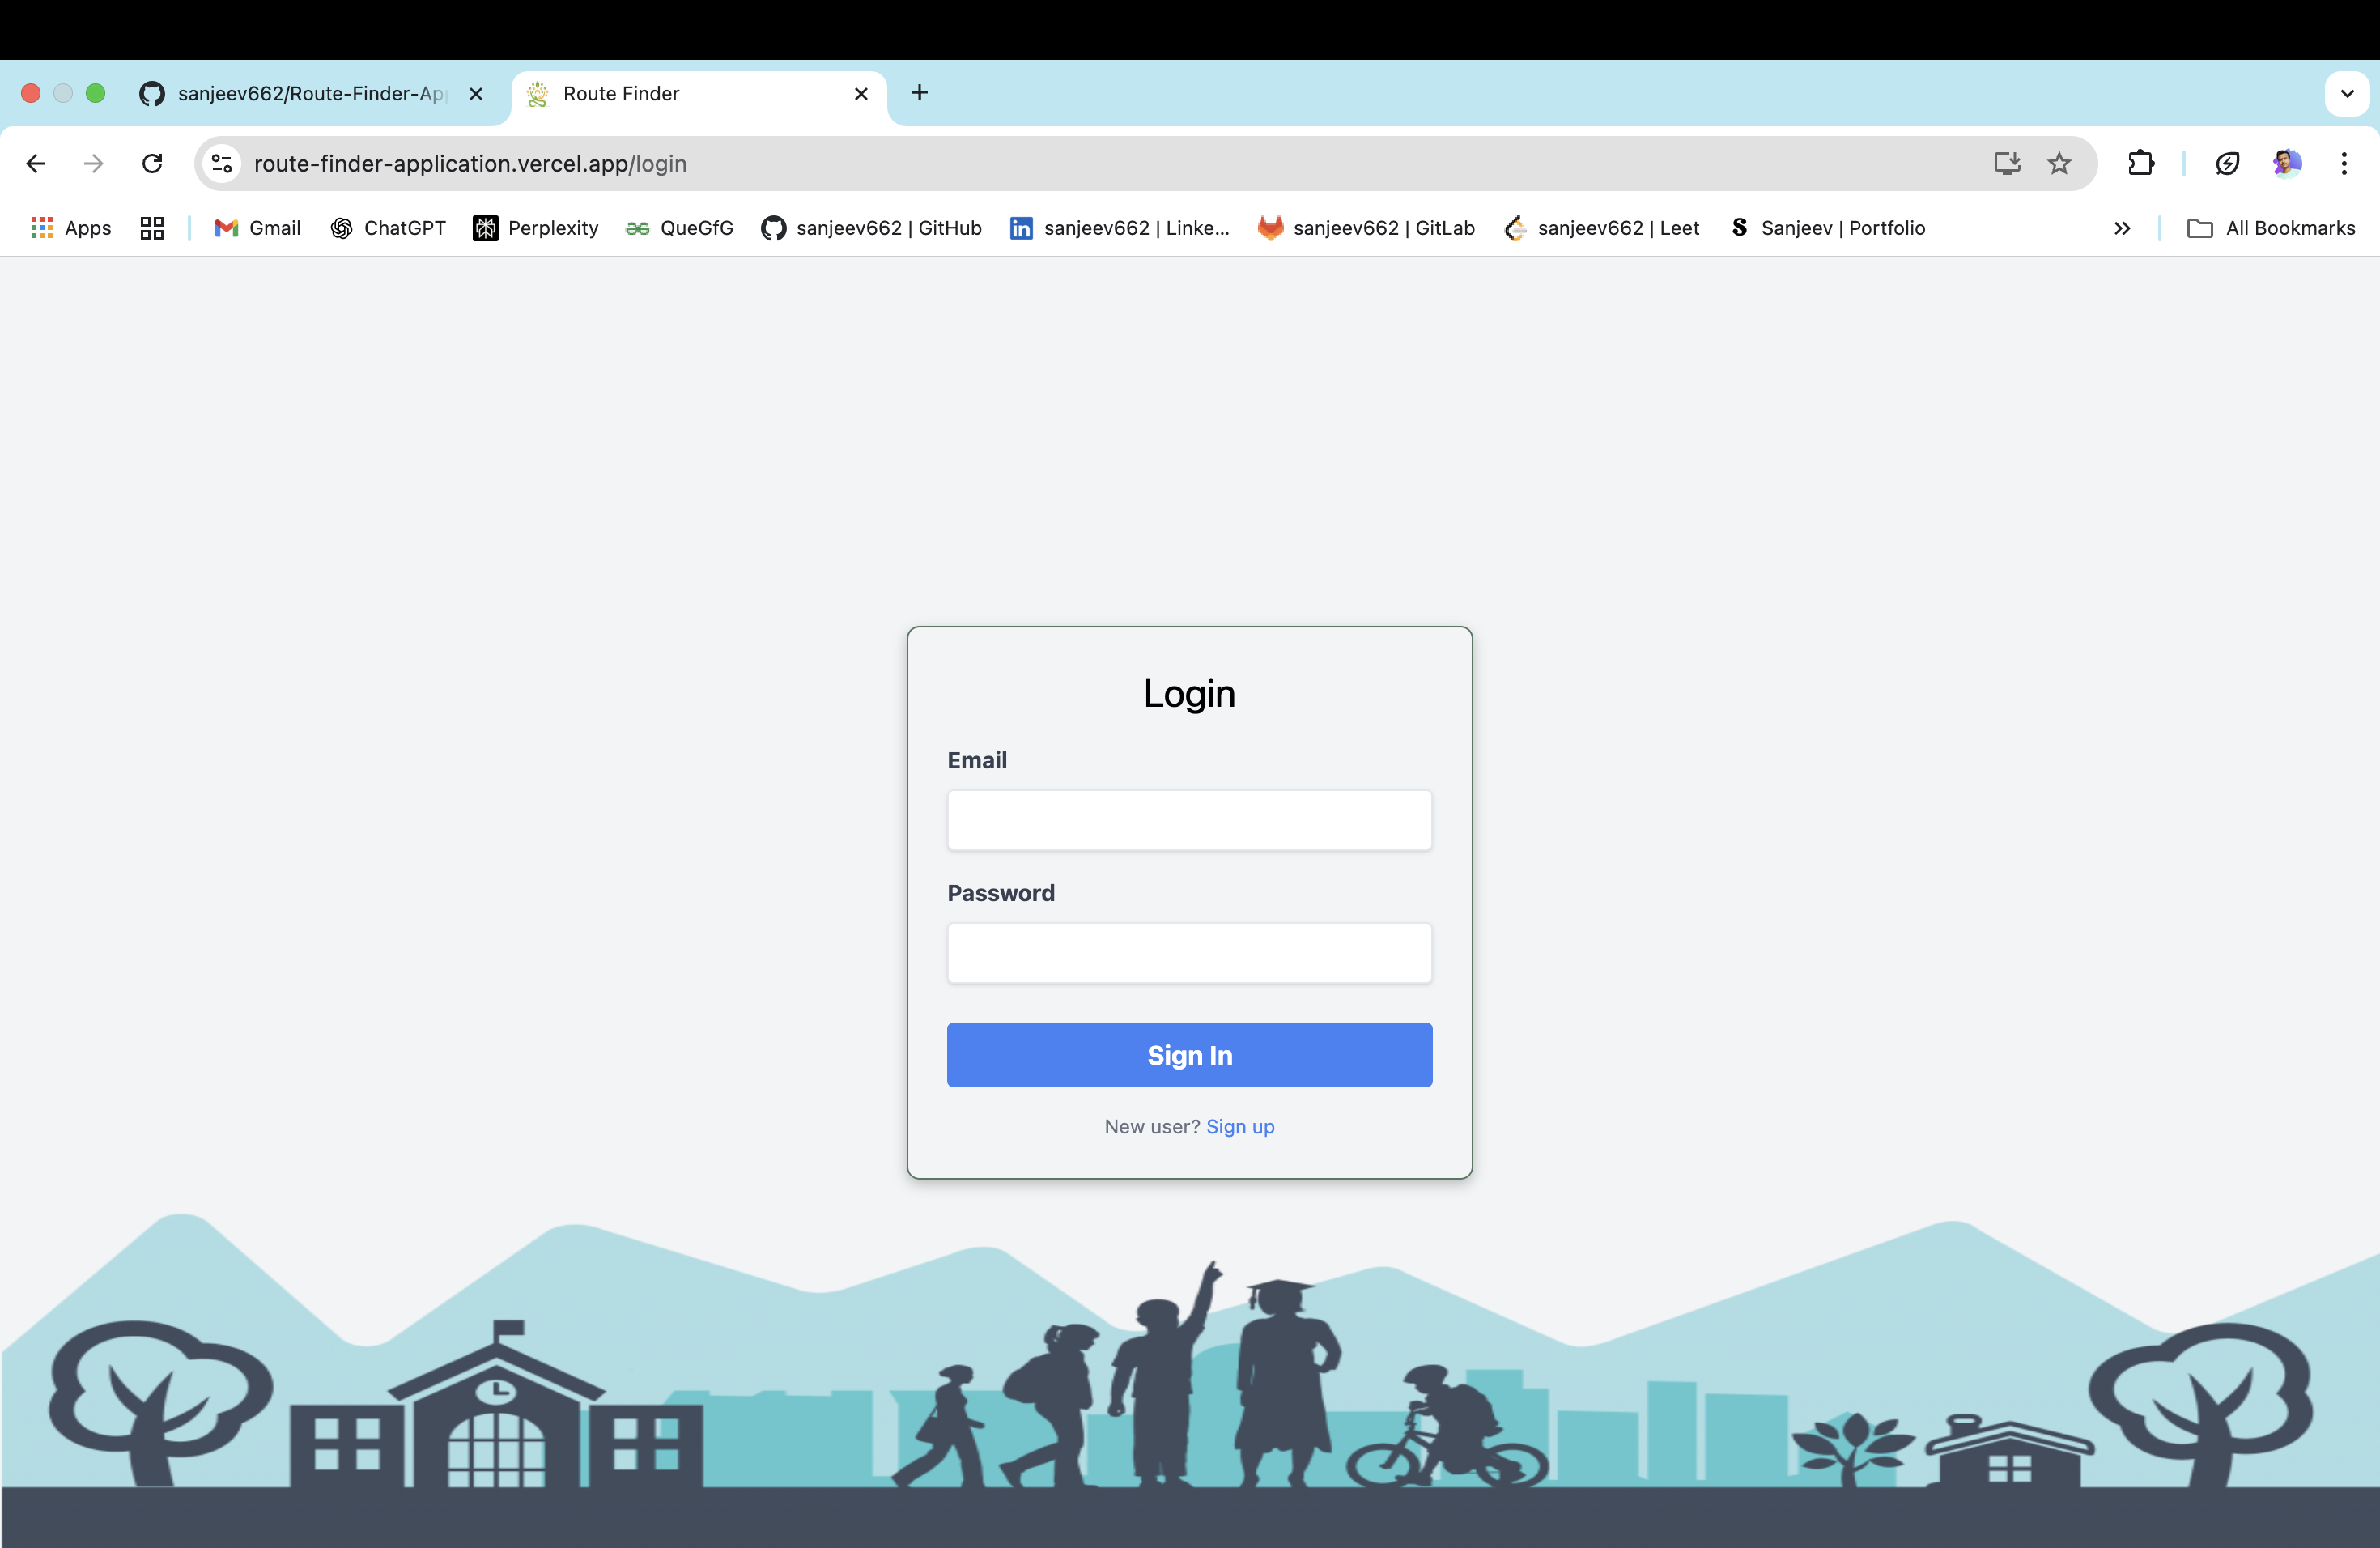 sanjeev662/Route-Finder-Ap
Route Finder
route-finder-application.vercel.app/login
Apps
Gmail
ChatGPT
Perplexity
QueGfG
sanjeev662 | GitHub
sanjeev662 | Linke...
sanjeev662 | GitLab
sanjeev662 | Leet
Sanjeev | Portfolio
All Bookmarks
Login
Email
Password
Sign In
New user? Sign up